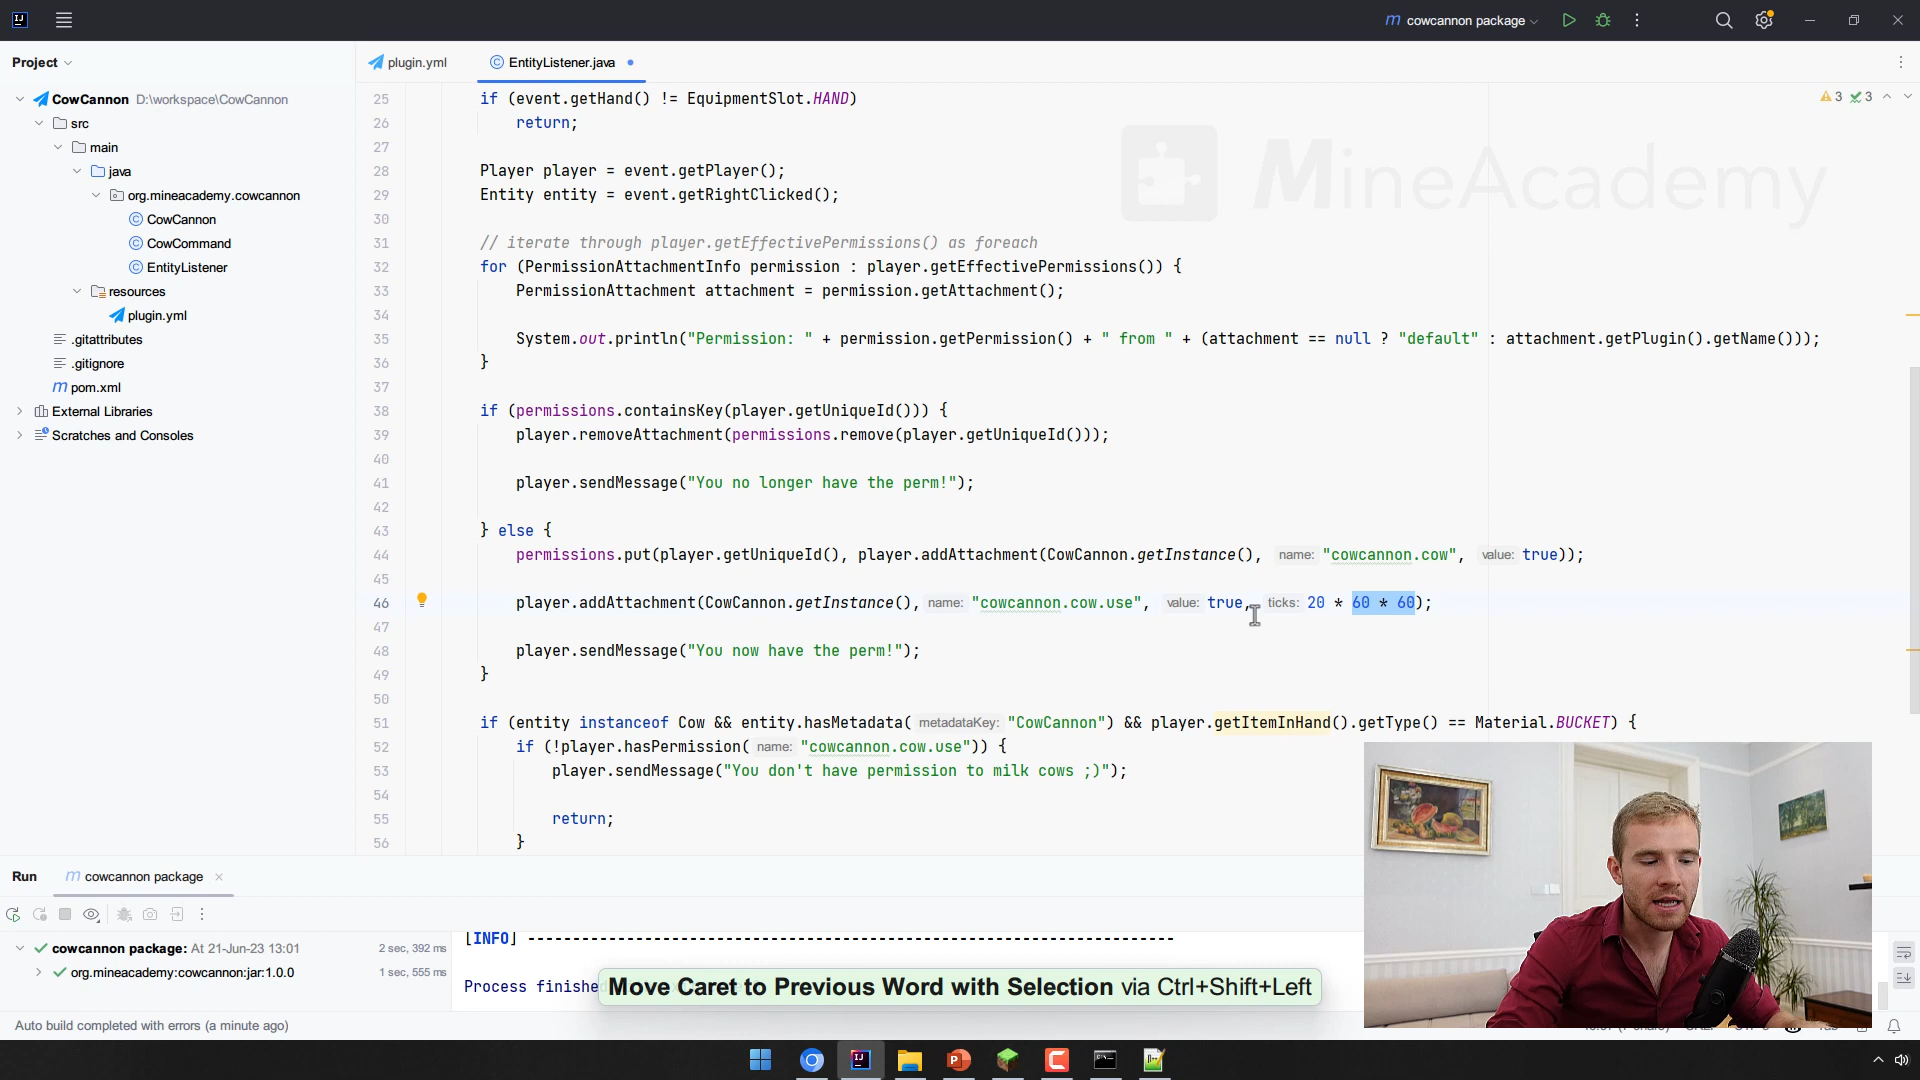 cowcannon package
Project
plugin.yml
EntityListener.java
CowCannon D:\workspace\CowCannon
src
main
java
org.mineacademy.cowcannon
CowCannon
CowCommand
EntityListener
resources
plugin.yml
.gitattributes
.gitignore
pom.xml
External Libraries
Scratches and Consoles
3 3
MineAcademy
25 if (event.getHand() != EquipmentSlot.HAND)
26 return;
27
28 Player player = event.getPlayer();
29 Entity entity = event.getRightClicked();
30
31 // iterate through player.getEffectivePermissions() as foreach
32 for (PermissionAttachmentInfo permission : player.getEffectivePermissions()) {
33 PermissionAttachment attachment = permission.getAttachment();
34
35 System.out.println("Permission: " + permission.getPermission() + " from " + (attachment == null ? "default" : attachment.getPlugin().getName()));
36 }
37
38 if (permissions.containsKey(player.getUniqueId())) {
39 player.removeAttachment(permissions.remove(player.getUniqueId()));
40
41 player.sendMessage("You no longer have the perm!");
42
43 } else {
44 permissions.put(player.getUniqueId(), player.addAttachment(CowCannon.getInstance(), name: "cowcannon.cow", value: true));
45
46 player.addAttachment(CowCannon.getInstance(), name: "cowcannon.cow.use", value: true, ticks: 20 * 60 * 60);
47
48 player.sendMessage("You now have the perm!");
49 }
50
51 if (entity instanceof Cow && entity.hasMetadata( metadataKey: "CowCannon") && player.getItemInHand().getType() == Material.BUCKET) {
52 if (!player.hasPermission( name: "cowcannon.cow.use")) {
53 player.sendMessage("You don't have permission to milk cows ;)");
54
55 return;
56 }
Run cowcannon package
cowcannon package: At 21-Jun-23 13:01 2 sec, 392 ms
org.mineacademy:cowcannon:jar:1.0.0 1 sec, 555 ms
[INFO] ------------------------------------------------------------------------
Process finishe
Move Caret to Previous Word with Selection via Ctrl+Shift+Left
Auto build completed with errors (a minute ago)